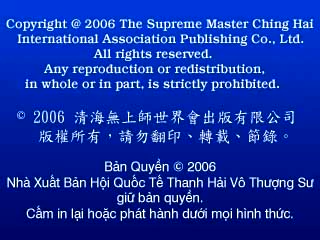 Copyright @ 2006 The Supreme Master Ching Hai
International Association Publishing Co., Ltd.
All rights reserved.
Any reproduction or redistribution,
in whole or in part, is strictly prohibited.
© 2006 清海無上師世界會出版有限公司
版權所有，請勿翻印、轉載、節錄。
Bản Quyền © 2006
Nhà Xuất Bản Hội Quốc Tế Thanh Hải Vô Thượng Sư
giữ bản quyền.
Cấm in lại hoặc phát hành dưới mọi hình thức.